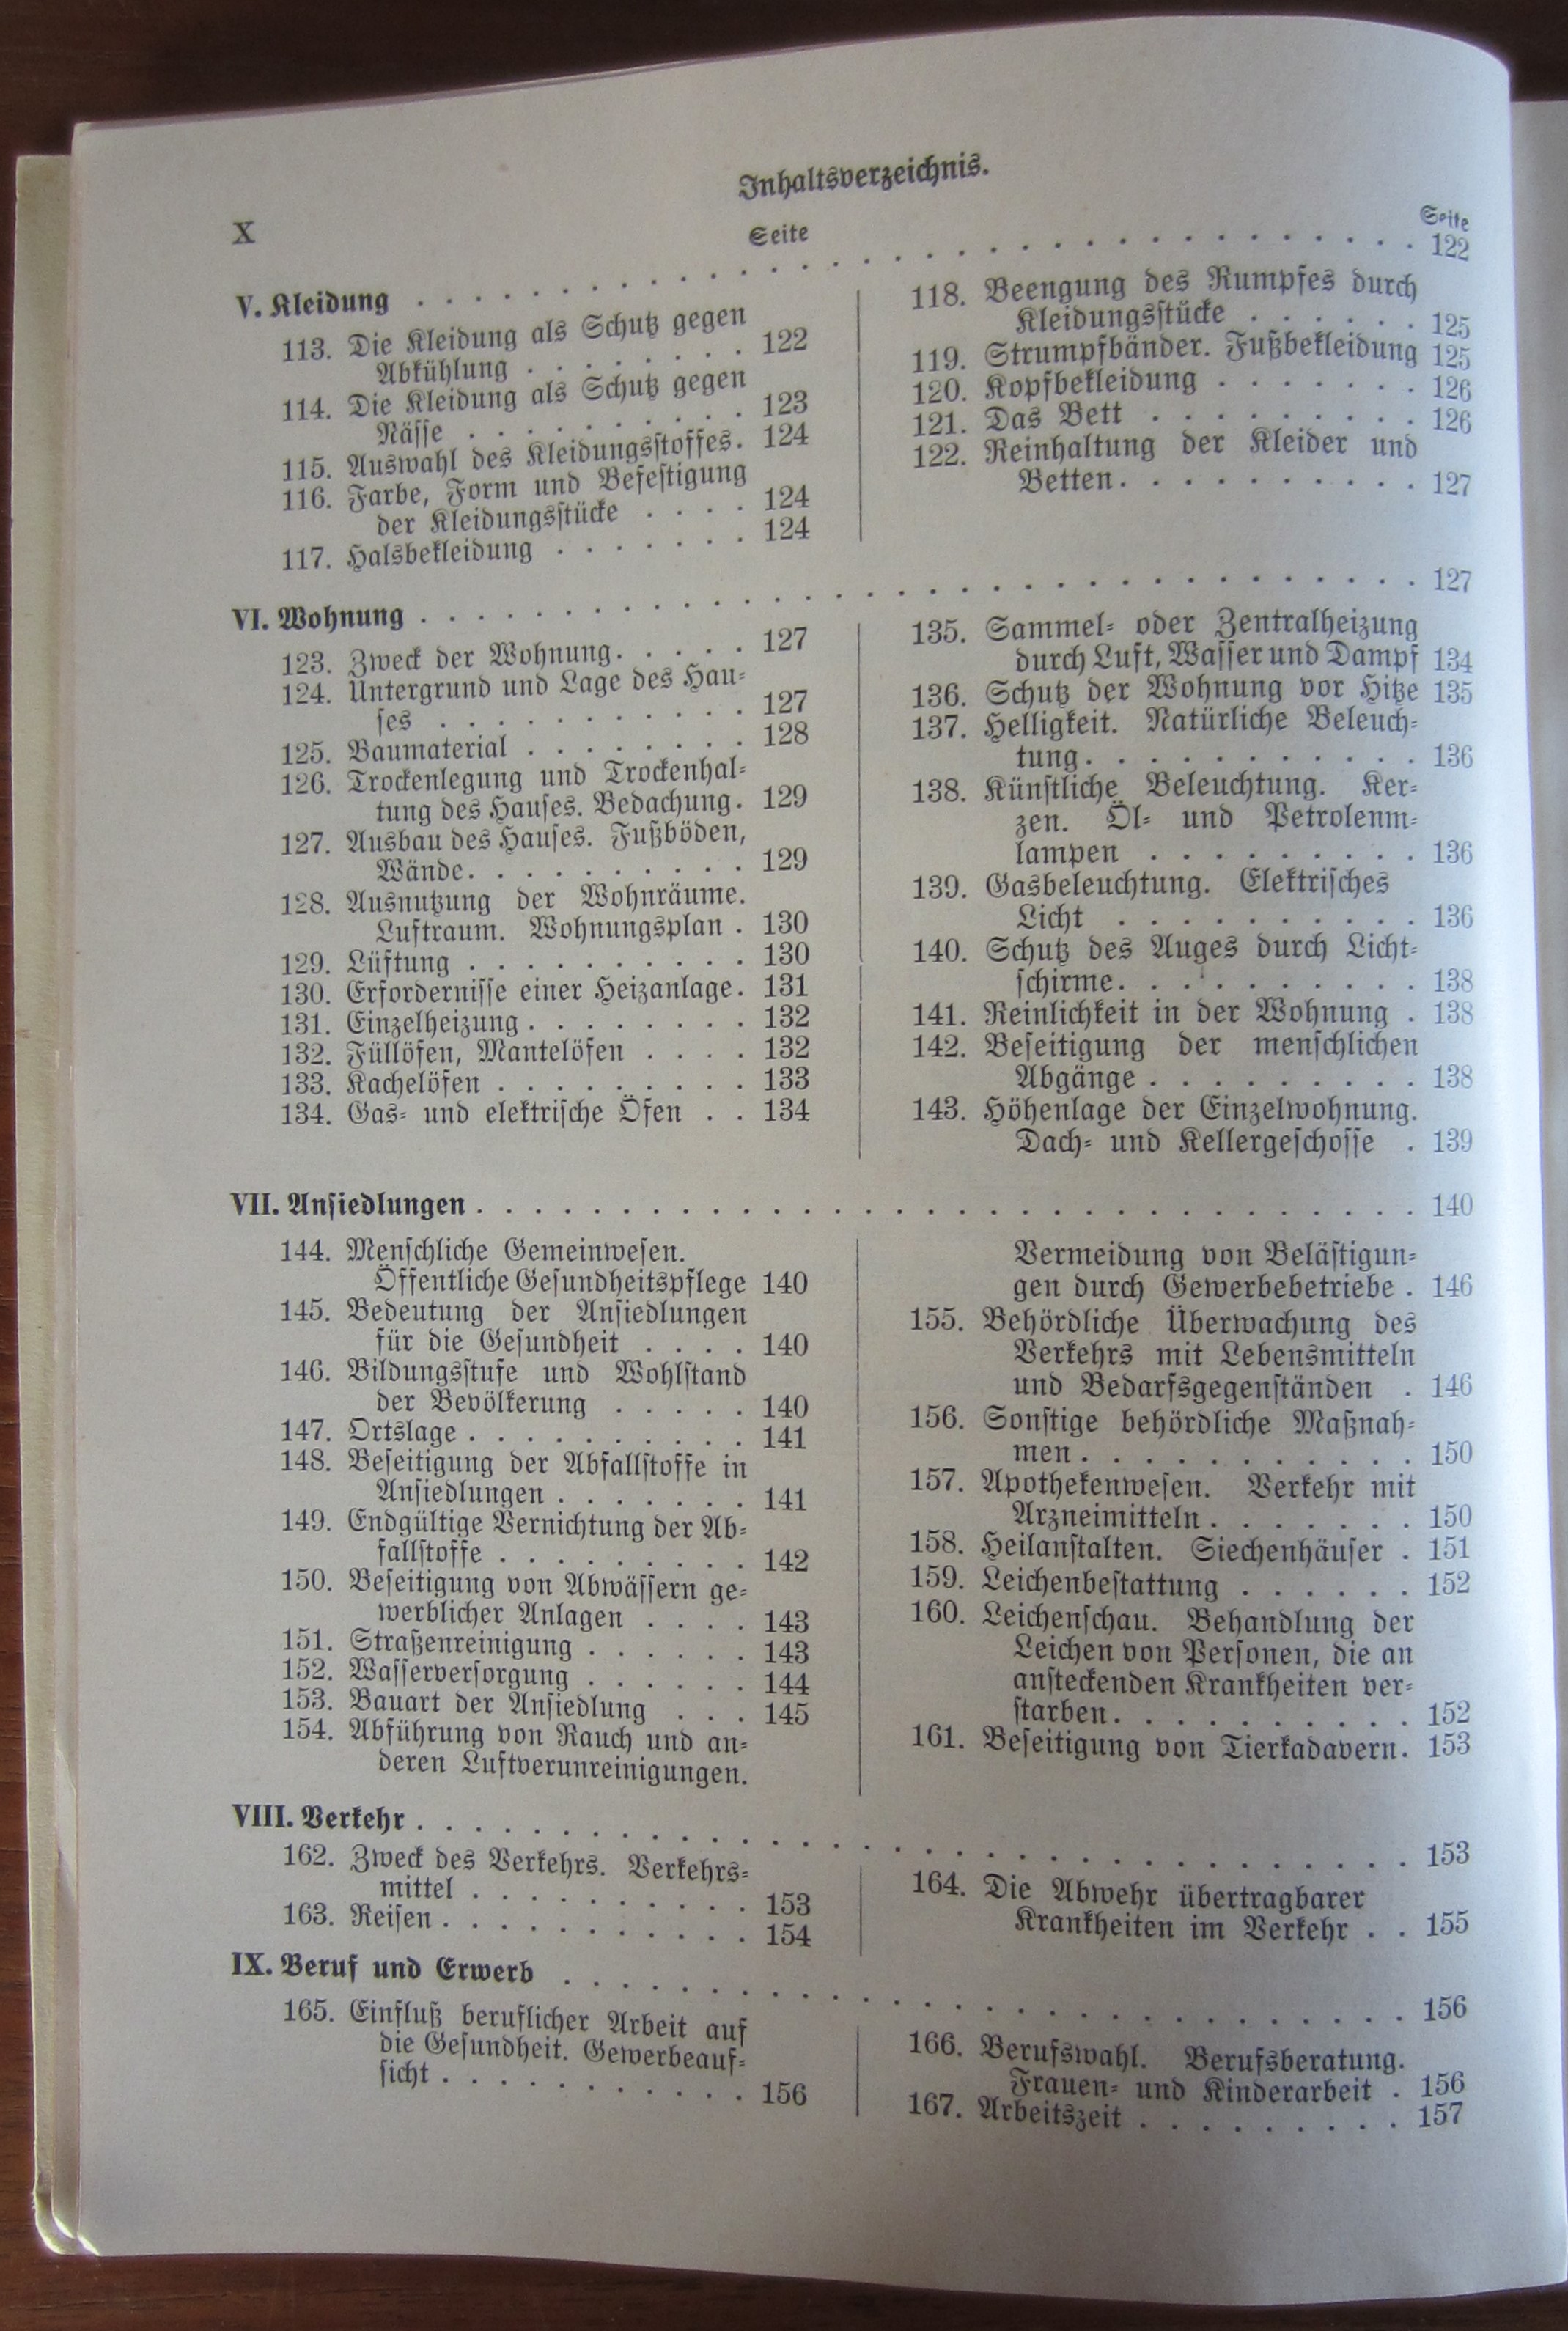 Inhaltsverzeichnis.
X
Seite
Seite
V. Kleidung . . . . . . . . . . . . . . . . . . . . . . . . . . . . . . . . . . 122
113. Die Kleidung als Schutz gegen
Abkühlung . . . . . . . . 122
114. Die Kleidung als Schutz gegen
Nässe . . . . . . . . . . 123
115. Auswahl des Kleidungsstoffes. 124
116. Farbe, Form und Befestigung
der Kleidungsstücke . . . . 124
117. Halsbekleidung . . . . . . . 124
118. Beengung des Rumpfes durch
Kleidungsstücke . . . . . . 125
119. Strumpfbänder. Fußbekleidung 125
120. Kopfbekleidung . . . . . . . 126
121. Das Bett . . . . . . . . . 126
122. Reinhaltung der Kleider und
Betten. . . . . . . . . . . 127
VI. Wohnung . . . . . . . . . . . . . . . . . . . . . . . . . . . . . . . . . . 127
123. Zweck der Wohnung. . . . . 127
124. Untergrund und Lage des Hau-
ses . . . . . . . . . . . 127
125. Baumaterial . . . . . . . . 128
126. Trockenlegung und Trockenhal-
tung des Hauses. Bedachung. 129
127. Ausbau des Hauses. Fußböden,
Wände. . . . . . . . . . 129
128. Ausnutzung der Wohnräume.
Luftraum. Wohnungsplan . 130
129. Lüftung . . . . . . . . . . 130
130. Erfordernisse einer Heizanlage. 131
131. Einzelheizung . . . . . . . . 132
132. Füllöfen, Mantelöfen . . . . 132
133. Kachelöfen . . . . . . . . . 133
134. Gas- und elektrische Öfen . . 134
135. Sammel- oder Zentralheizung
durch Luft, Wasser und Dampf 134
136. Schutz der Wohnung vor Hitze 135
137. Helligkeit. Natürliche Beleuch-
tung. . . . . . . . . . . . 136
138. Künstliche Beleuchtung. Ker-
zen. Öl- und Petroleum-
lampen . . . . . . . . . 136
139. Gasbeleuchtung. Elektrisches
Licht . . . . . . . . . . 136
140. Schutz des Auges durch Licht-
schirme. . . . . . . . . . . 138
141. Reinlichkeit in der Wohnung . 138
142. Beseitigung der menschlichen
Abgänge . . . . . . . . . 138
143. Höhenlage der Einzelwohnung.
Dach- und Kellergeschosse . 139
VII. Ansiedlungen . . . . . . . . . . . . . . . . . . . . . . . . . . . . . . . . 140
144. Menschliche Gemeinwesen.
Öffentliche Gesundheitspflege 140
145. Bedeutung der Ansiedlungen
für die Gesundheit . . . . 140
146. Bildungsstufe und Wohlstand
der Bevölkerung . . . . . 140
147. Ortslage . . . . . . . . . . 141
148. Beseitigung der Abfallstoffe in
Ansiedlungen . . . . . . . 141
149. Endgültige Vernichtung der Ab-
fallstoffe . . . . . . . . . 142
150. Beseitigung von Abwässern ge-
werblicher Anlagen . . . . 143
151. Straßenreinigung . . . . . . 143
152. Wasserversorgung . . . . . . 144
153. Bauart der Ansiedlung . . . 145
154. Abführung von Rauch und an-
deren Luftverunreinigungen.
Vermeidung von Belästigun-
gen durch Gewerbebetriebe . 146
155. Behördliche Überwachung des
Verkehrs mit Lebensmitteln
und Bedarfsgegenständen . 146
156. Sonstige behördliche Maßnah-
men . . . . . . . . . . . . 150
157. Apothekenwesen. Verkehr mit
Arzneimitteln . . . . . . . 150
158. Heilanstalten. Siechenhäuser . 151
159. Leichenbestattung . . . . . . 152
160. Leichenschau. Behandlung der
Leichen von Personen, die an
ansteckenden Krankheiten ver-
starben. . . . . . . . . . . 152
161. Beseitigung von Tierkadavern. 153
VIII. Verkehr . . . . . . . . . . . . . . . . . . . . . . . . . . . . . . . . . . 153
162. Zweck des Verkehrs. Verkehrs-
mittel . . . . . . . . . . 153
163. Reisen . . . . . . . . . . . 154
164. Die Abwehr übertragbarer
Krankheiten im Verkehr . . 155
IX. Beruf und Erwerb . . . . . . . . . . . . . . . . . . . . . . . . . . . . . 156
165. Einfluß beruflicher Arbeit auf
die Gesundheit. Gewerbeauf-
sicht . . . . . . . . . . . 156
166. Berufswahl. Berufsberatung.
Frauen- und Kinderarbeit . 156
167. Arbeitszeit . . . . . . . . . 157